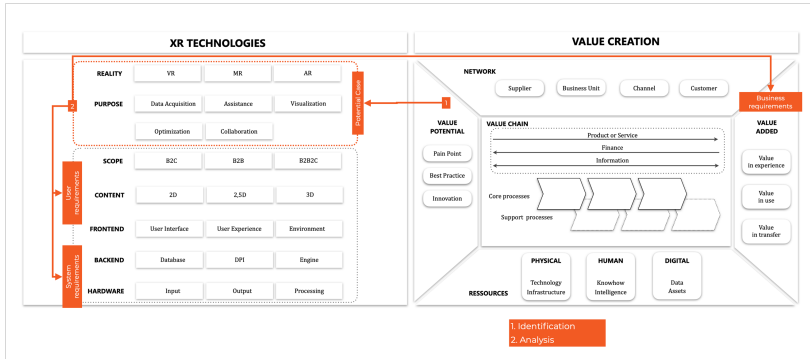 XR TECHNOLOGIES
VALUE CREATION
REALITY
VR
MR
AR
PURPOSE
Data Acquisition
Assistance
Visualization
Optimization
Collaboration
Potential Case
2
1
SCOPE
B2C
B2B
B2B2C
CONTENT
2D
2,5D
3D
FRONTEND
User Interface
User Experience
Environment
BACKEND
Database
DPI
Engine
HARDWARE
Input
Output
Processing
User
requirements
System
requirements
NETWORK
Supplier
Business Unit
Channel
Customer
Business
requirements
VALUE
POTENTIAL
Pain Point
Best Practice
Innovation
VALUE CHAIN
Product or Service
Finance
Information
Core processes
Support processes
VALUE
ADDED
Value
in experience
Value
in use
Value
in transfer
RESSOURCES
PHYSICAL
Technology
Infrastructure
HUMAN
Knowhow
Intelligence
DIGITAL
Data
Assets
1. Identification
2. Analysis